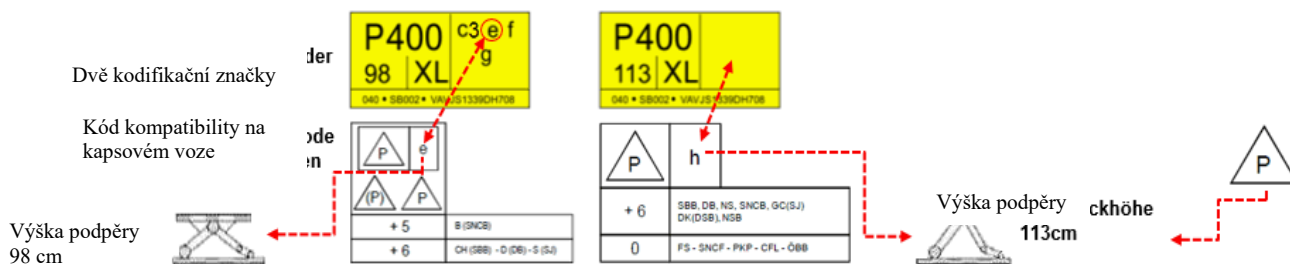 P400 c3 e f
g
98 XL
040 • SB002 • VAVJS1339DH708
P400
113 XL
040 • SB002 • VAVJS1339DH708
Dvě kodifikační značky
der
Kód kompatibility na
kapsovém voze
ode
en
P e
(P) P
+ 5 B (SNCB)
+ 6 CH (SBB) - D (DB) - S (SJ)
P h
+ 6 SBB, DB, NS, SNCB, GC(SJ)
DK(DSB), NSB
0 FS - SNCF - PKP - CFL - ÖBB
P
Výška podpěry
98 cm
Výška podpěry
ckhöhe
113cm